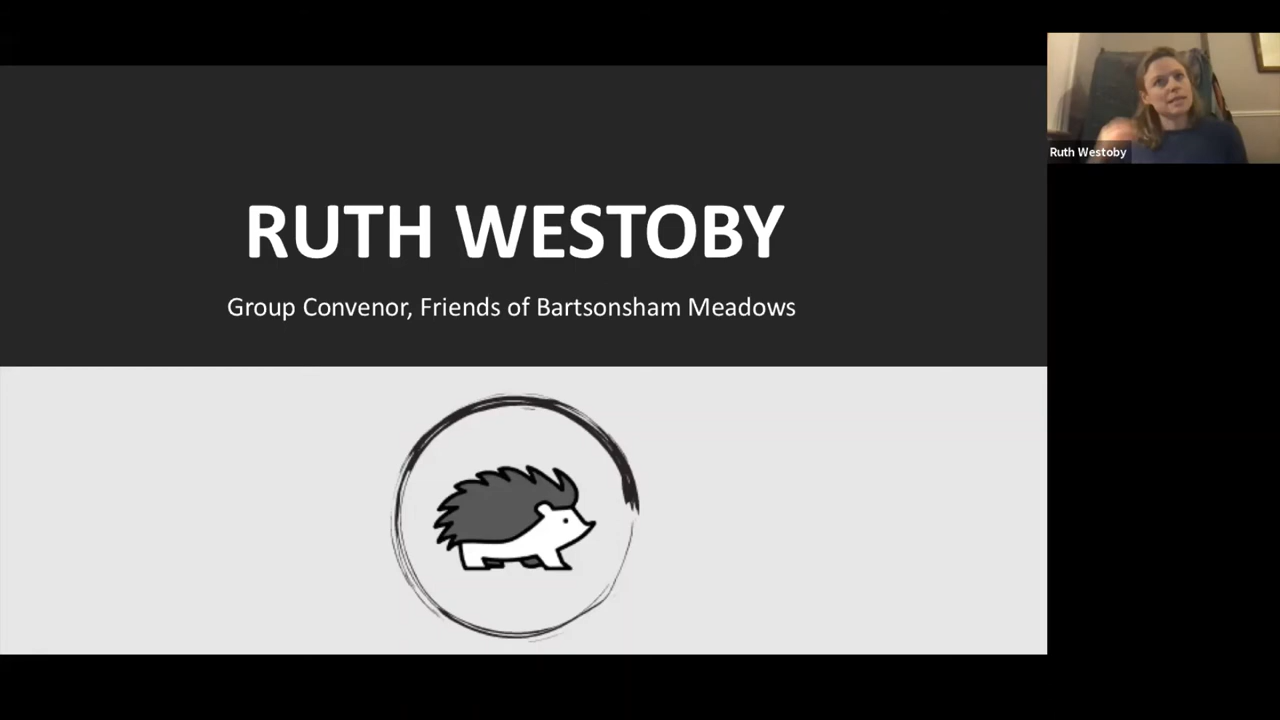 RUTH WESTOBY
Group Convenor, Friends of Bartsonsham Meadows
Ruth Westoby